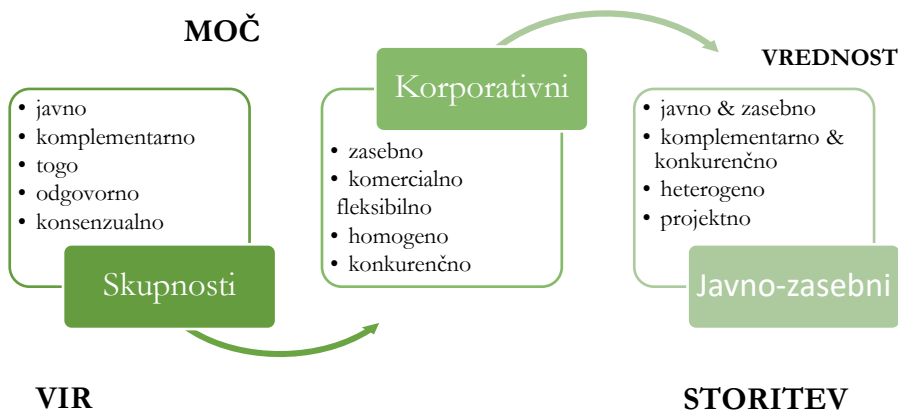 MOČ
VREDNOST
• javno
• komplementarno
• togo
• odgovorno
• konsenzualno
Skupnosti
Korporativni
• zasebno
• komercialno
fleksibilno
• homogeno
• konkurenčno
• javno & zasebno
• komplementarno &
konkurenčno
• heterogeno
• projektno
Javno-zasebni
VIR
STORITEV